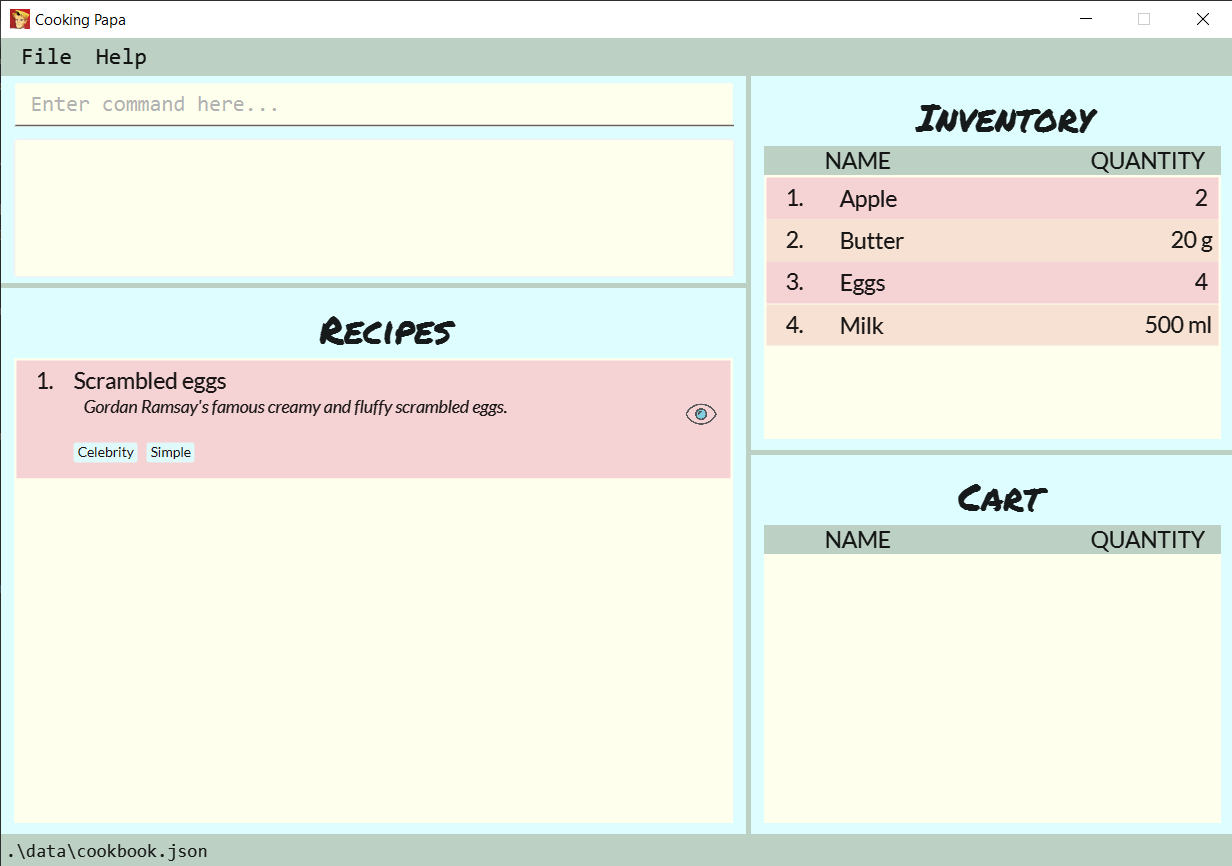 Cooking Papa
File Help
Enter command here...
Recipes
1. Scrambled eggs
Gordan Ramsay's famous creamy and fluffy scrambled eggs.
Celebrity Simple
Inventory
NAME QUANTITY
1. Apple 2
2. Butter 20 g
3. Eggs 4
4. Milk 500 ml
Cart
NAME QUANTITY
.\data\cookbook.json